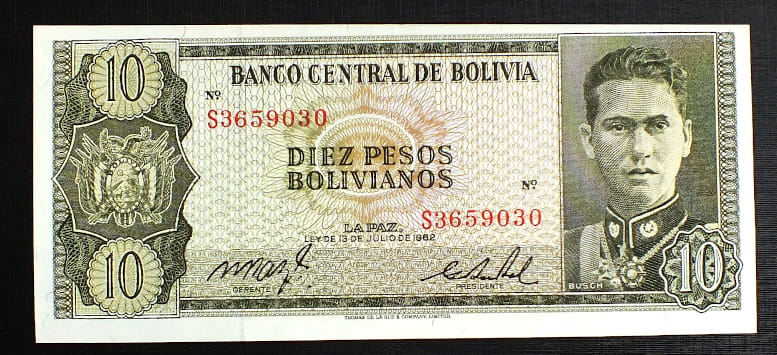 10
BANCO CENTRAL DE BOLIVIA
Nº
S3659030
DIEZ PESOS
BOLIVIANOS
Nº
S3659030
LA PAZ,
LEY DE 13 DE JULIO DE 1962
GERENTE
PRESIDENTE
BUSCH
10
10
THOMAS DE LA RUE & COMPANY, LIMITED.